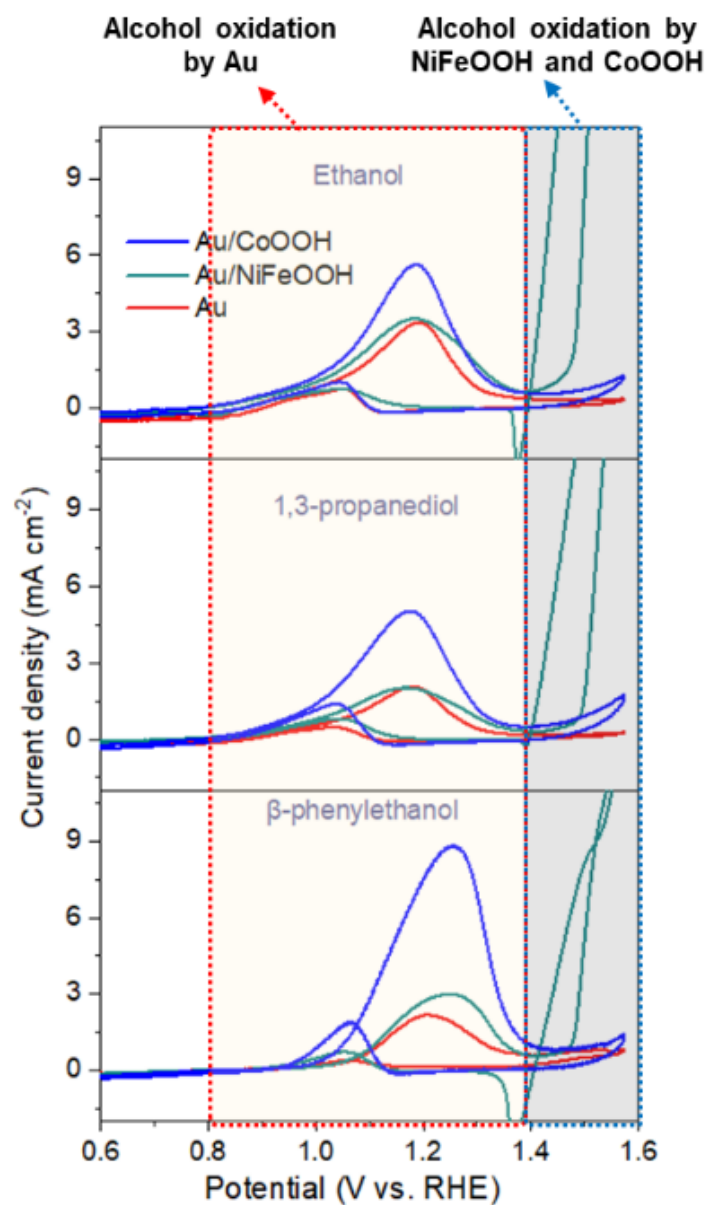 Alcohol oxidation
by Au
Alcohol oxidation by
NiFeOOH and CoOOH
Ethanol
Au/CoOOH
Au/NiFeOOH
Au
9
6
3
0
1,3-propanediol
9
6
3
0
β-phenylethanol
9
6
3
0
Current density (mA cm⁻²)
0.6 0.8 1.0 1.2 1.4 1.6
Potential (V vs. RHE)